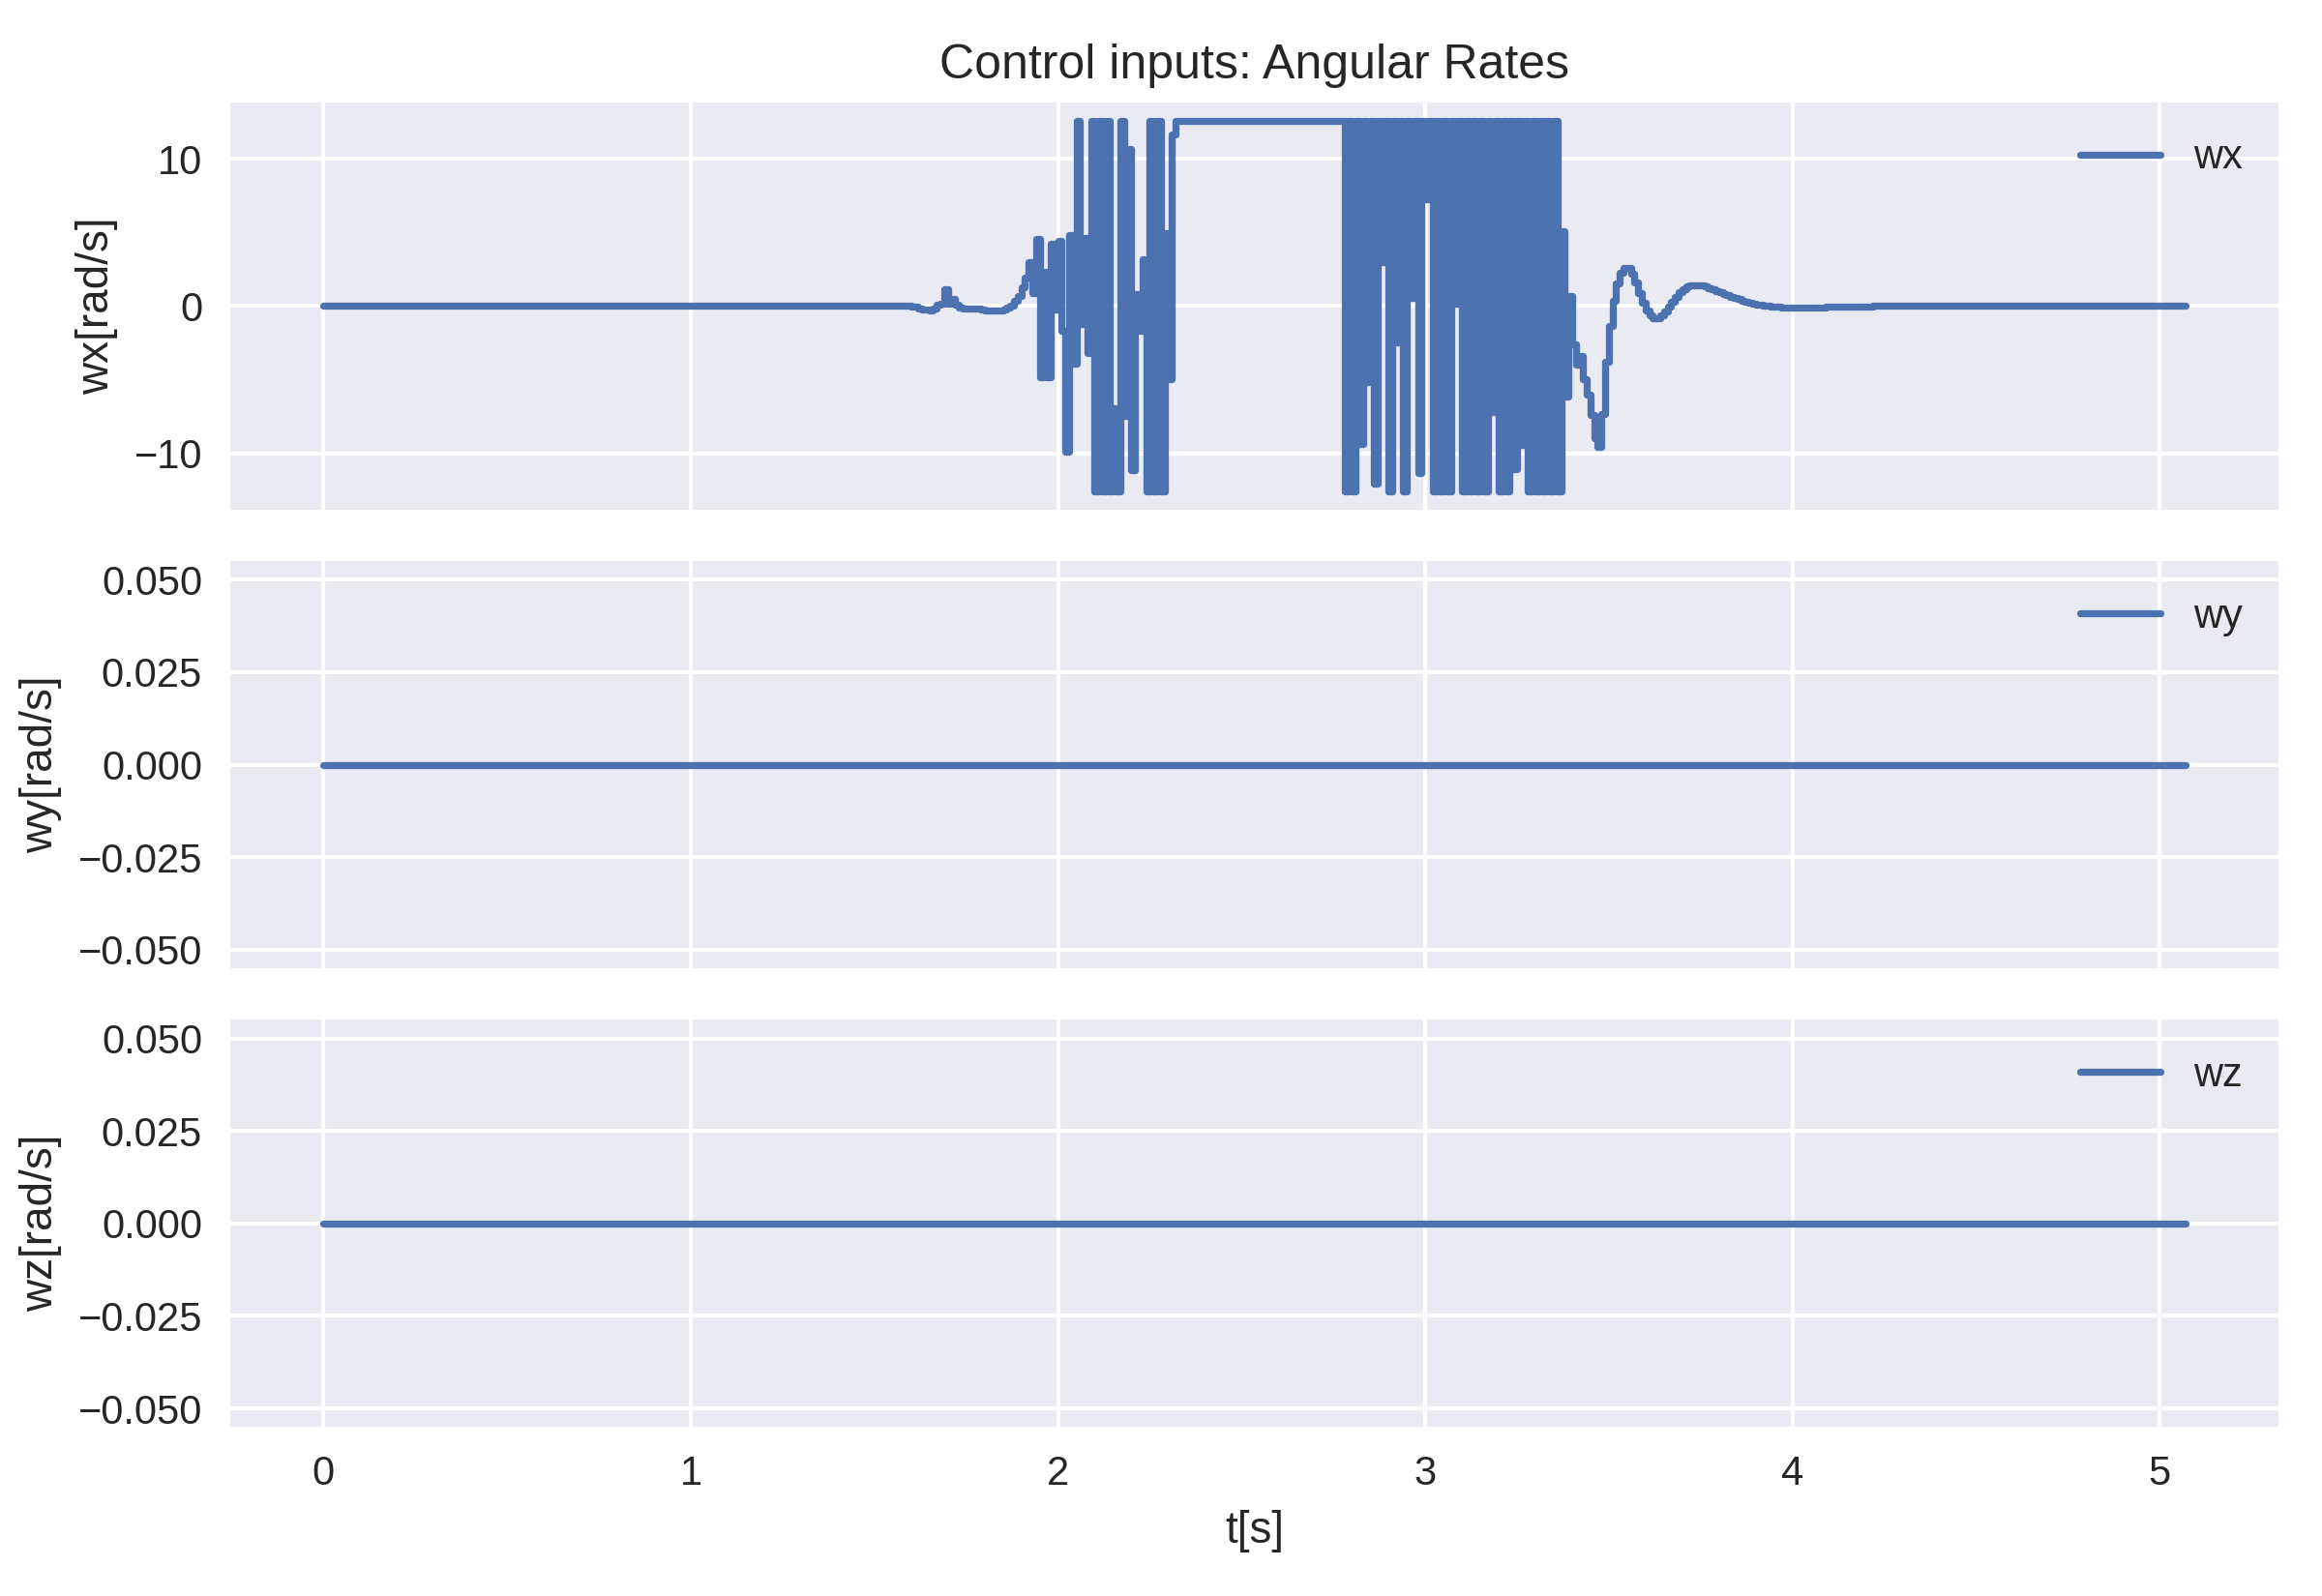 Control inputs: Angular Rates
wx[rad/s]
10
0
−10
wx
wy[rad/s]
0.050
0.025
0.000
−0.025
−0.050
wy
wz[rad/s]
0.050
0.025
0.000
−0.025
−0.050
wz
0 1 2 3 4 5
t[s]